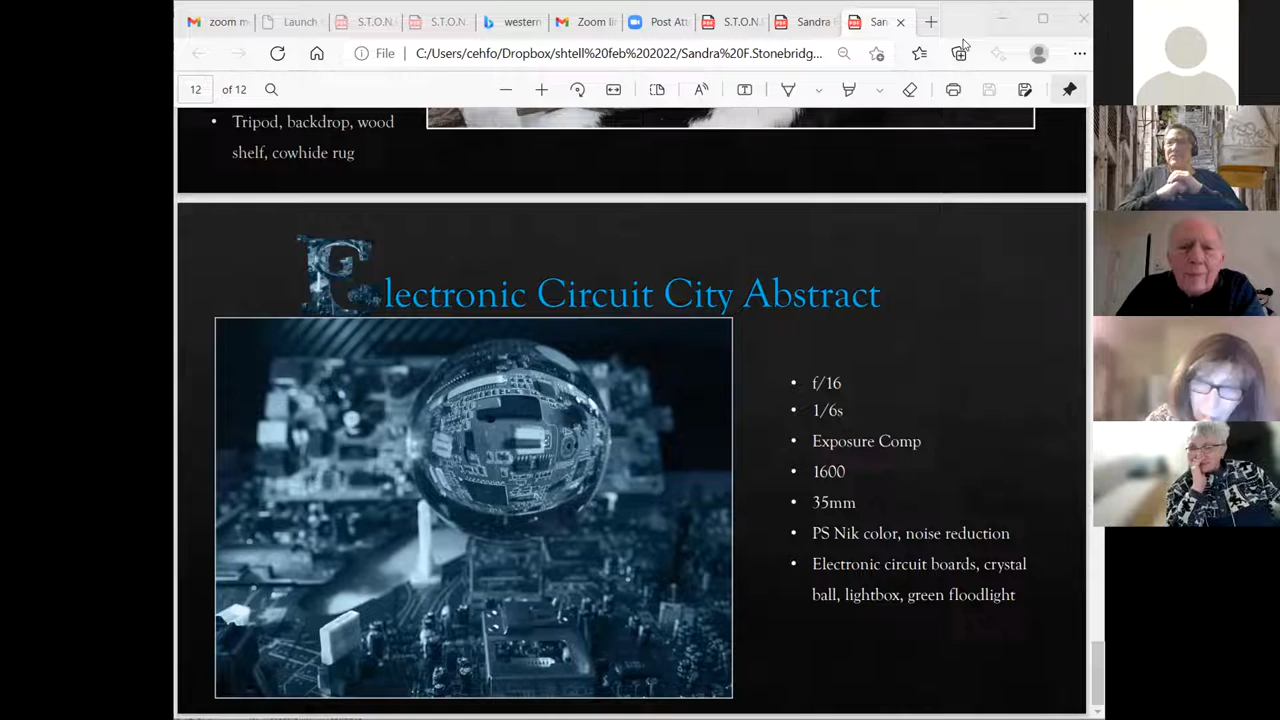 zoom m
Launch
S.T.O.N.
S.T.O.N.
western
Zoom li
Post Att
S.T.O.N
Sandra
San
File
C:/Users/cehfo/Dropbox/shtell%20feb%202022/Sandra%20F.Stonebridg...
12 of 12
Tripod, backdrop, wood
shelf, cowhide rug
Electronic Circuit City Abstract
f/16
1/6s
Exposure Comp
1600
35mm
PS Nik color, noise reduction
Electronic circuit boards, crystal
ball, lightbox, green floodlight